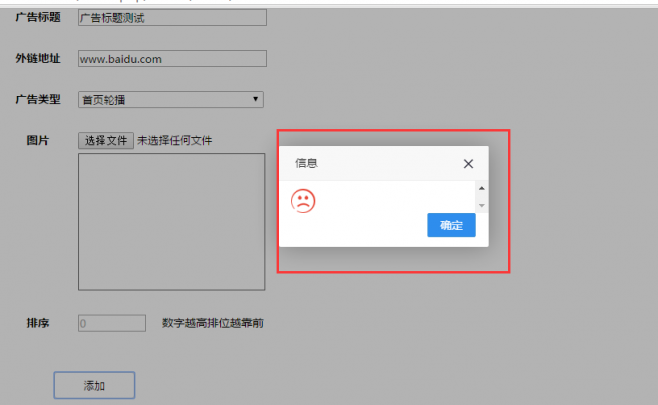 广告标题 广告标题测试
外链地址 www.baidu.com
广告类型 首页轮播
图片 选择文件 未选择任何文件
信息
确定
排序 0 数字越高排位越靠前
添加